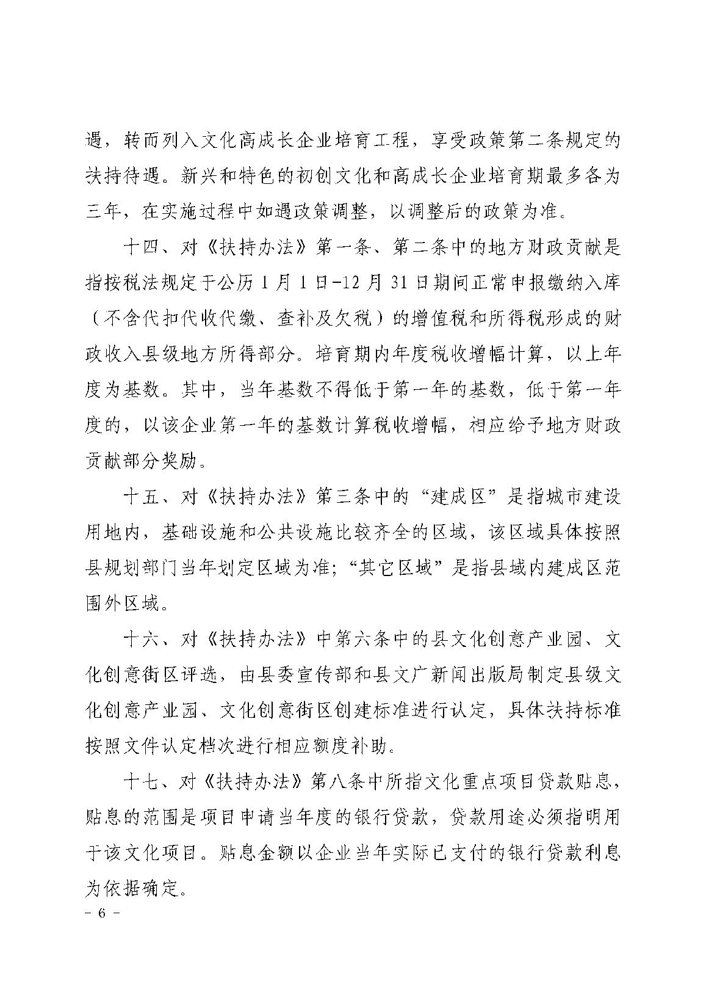 遇，转而列入文化高成长企业培育工程，享受政策第二条规定的
扶持待遇。新兴和特色的初创文化和高成长企业培育期最多各为
三年，在实施过程中如遇政策调整，以调整后的政策为准。
十四、对《扶持办法》第一条、第二条中的地方财政贡献是
指按税法规定于公历 1 月 1 日-12 月 31 日期间正常申报缴纳入库
（不含代扣代收代缴、查补及欠税）的增值税和所得税形成的财
政收入县级地方所得部分。培育期内年度税收增幅计算，以上年
度为基数。其中，当年基数不得低于第一年的基数，低于第一年
度的，以该企业第一年的基数计算税收增幅，相应给予地方财政
贡献部分奖励。
十五、对《扶持办法》第三条中的“建成区”是指城市建设
用地内，基础设施和公共设施比较齐全的区域，该区域具体按照
县规划部门当年划定区域为准；“其它区域”是指县域内建成区范
围外区域。
十六、对《扶持办法》中第六条中的县文化创意产业园、文
化创意街区评选，由县委宣传部和县文广新闻出版局制定县级文
化创意产业园、文化创意街区创建标准进行认定，具体扶持标准
按照文件认定档次进行相应额度补助。
十七、对《扶持办法》第八条中所指文化重点项目贷款贴息，
贴息的范围是项目申请当年度的银行贷款，贷款用途必须指明用
于该文化项目。贴息金额以企业当年实际已支付的银行贷款利息
为依据确定。
- 6 -